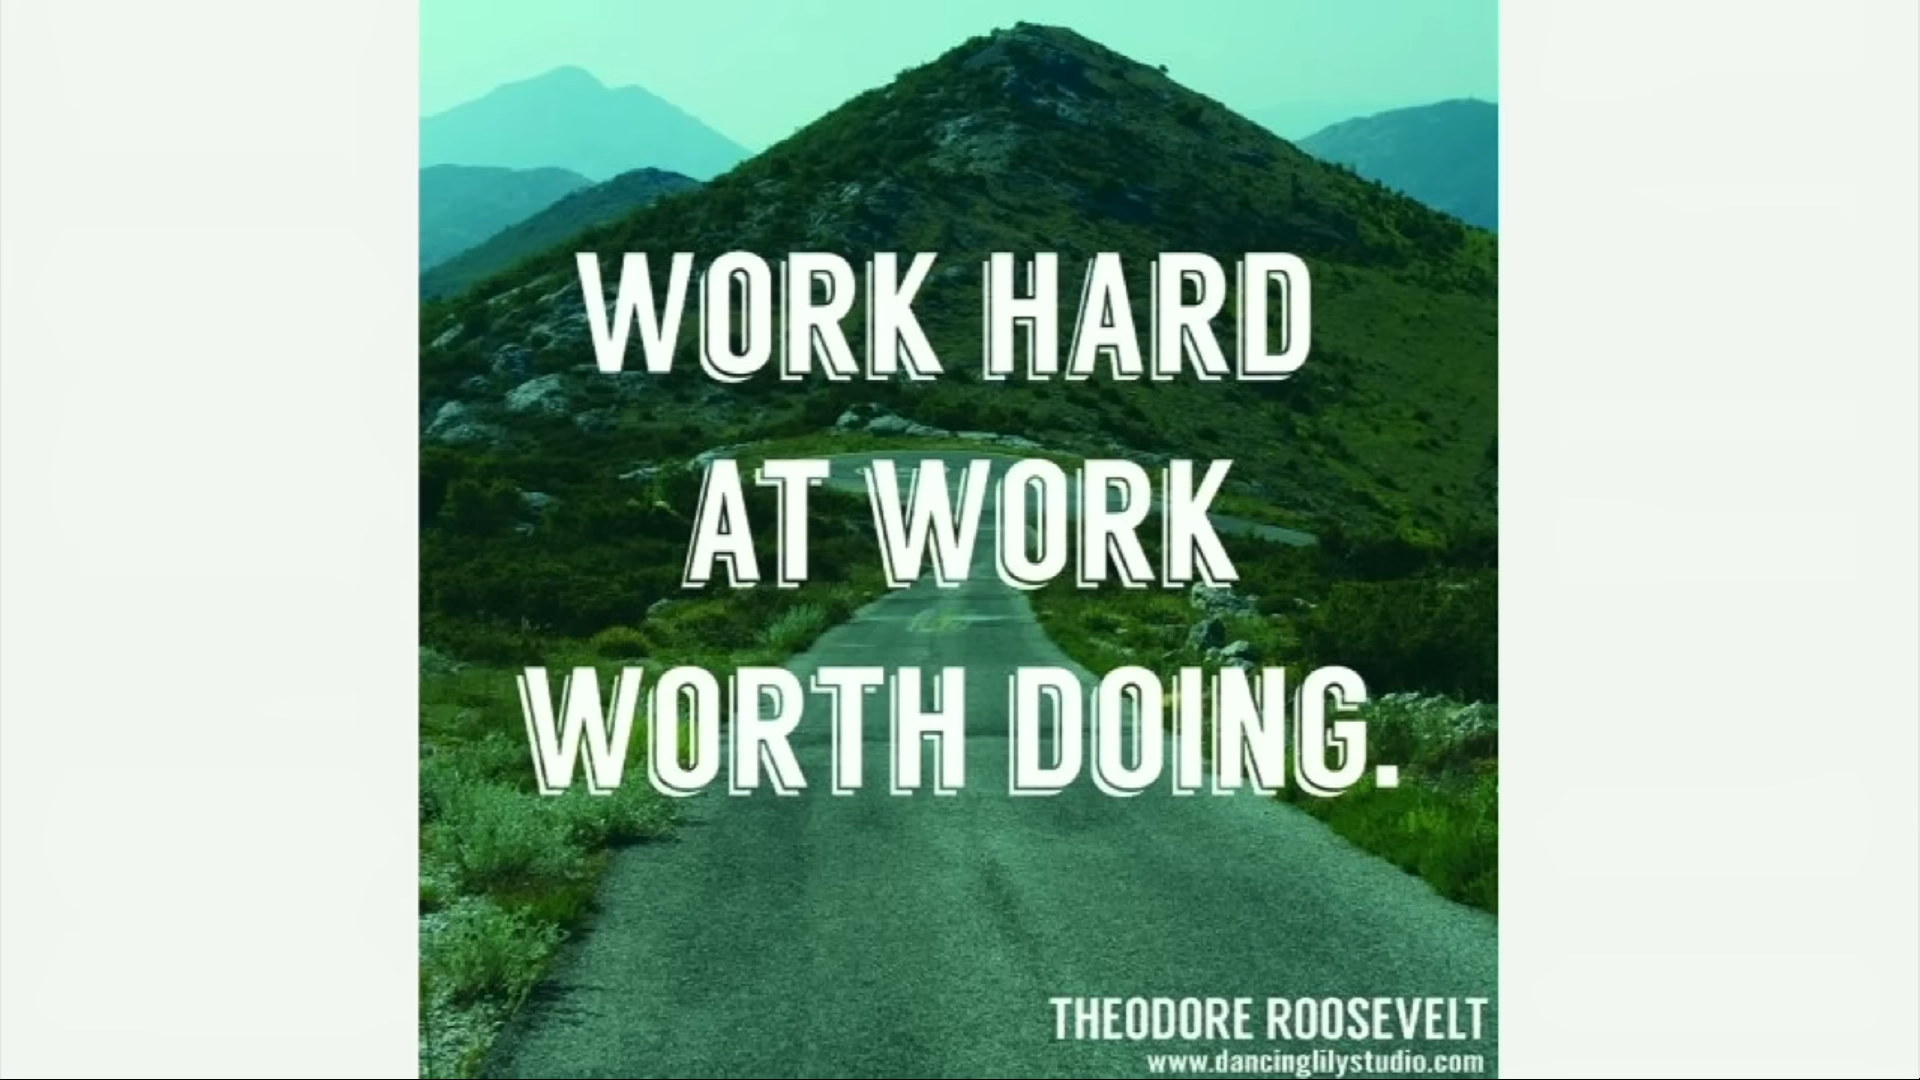 WORK HARD
AT WORK
WORTH DOING.
THEODORE ROOSEVELT
www.dancinglilystudio.com